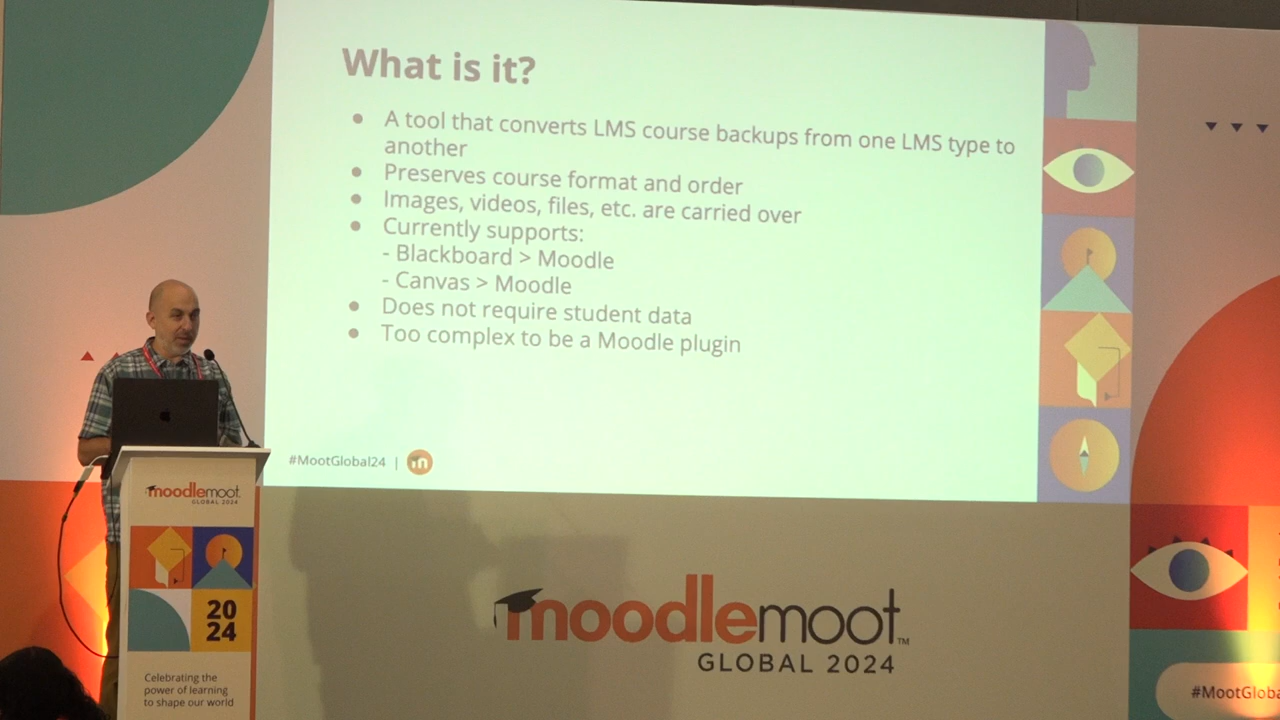 What is it?
● A tool that converts LMS course backups from one LMS type to
another
● Preserves course format and order
● Images, videos, files, etc. are carried over
● Currently supports:
- Blackboard > Moodle
- Canvas > Moodle
● Does not require student data
● Too complex to be a Moodle plugin
#MootGlobal24 | m
moodlemoot
GLOBAL 2024
20
24
Celebrating the
power of learning
to shape our world
moodlemoot™
GLOBAL 2024
#MootGloba